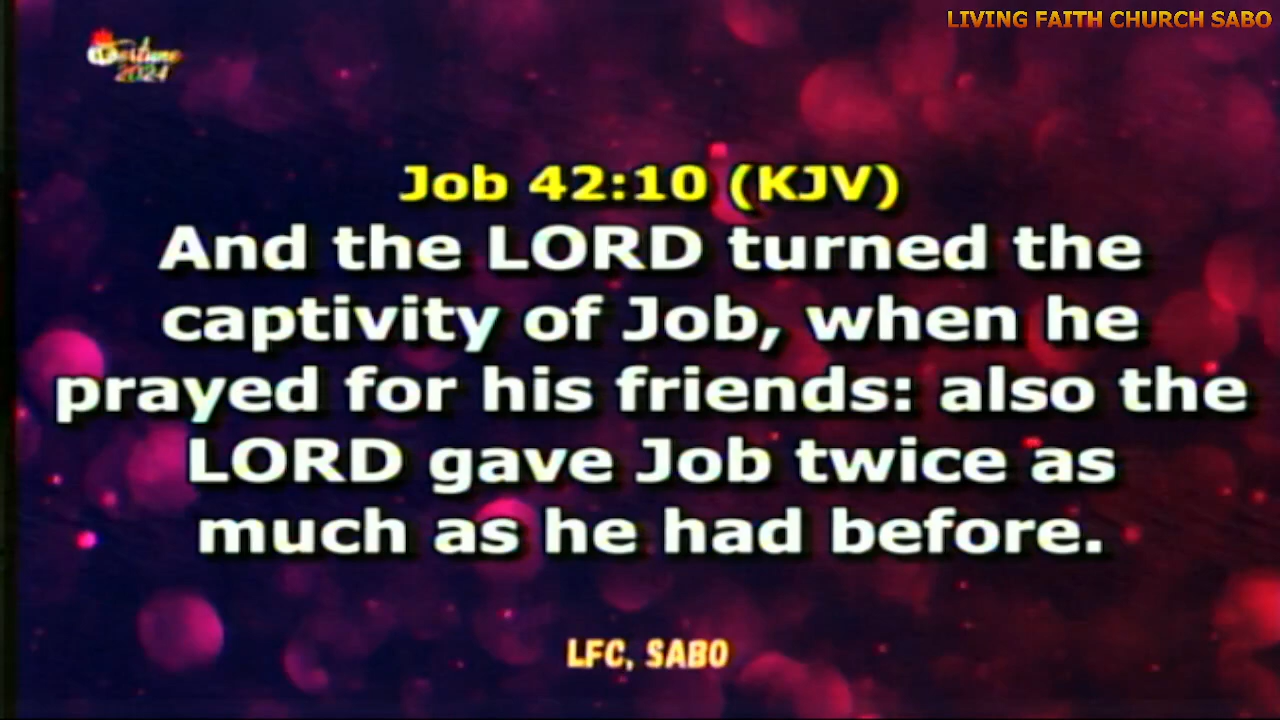 LIVING FAITH CHURCH SABO
2024
Job 42:10 (KJV)
And the LORD turned the
captivity of Job, when he
prayed for his friends: also the
LORD gave Job twice as
much as he had before.
LFC, SABO